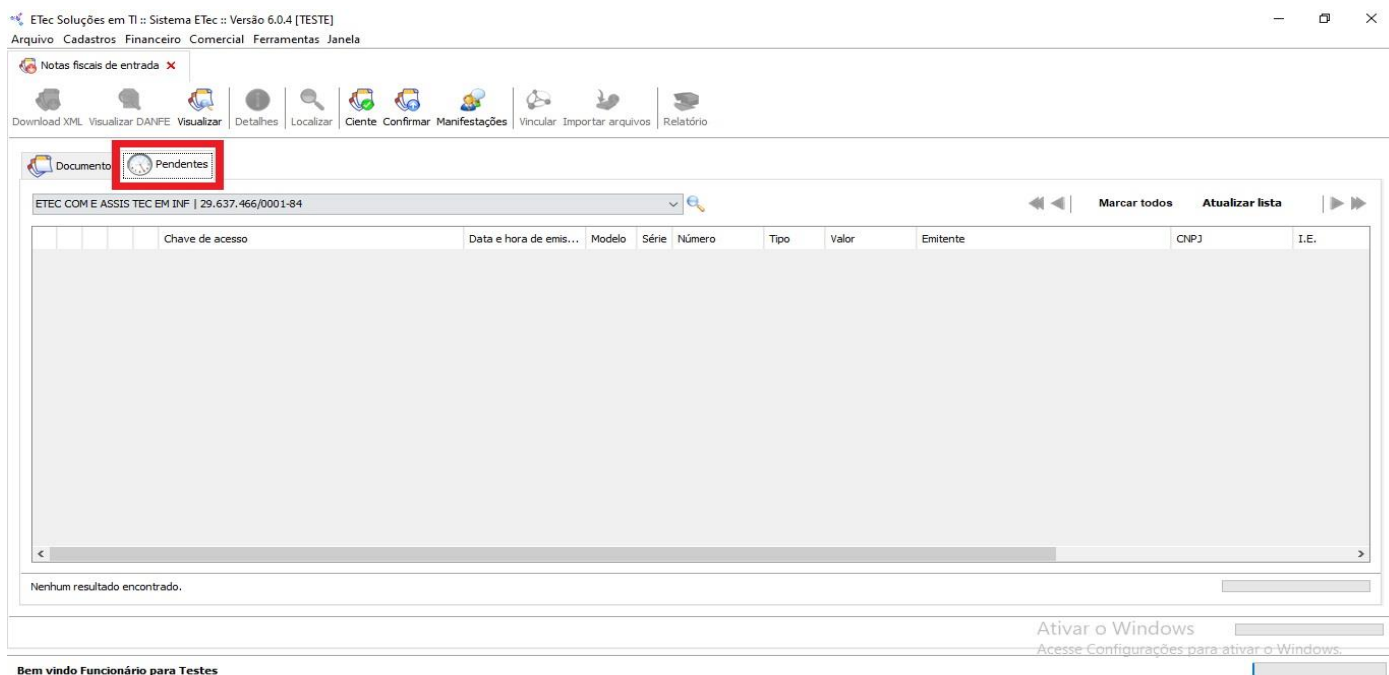 ETec Soluções em TI :: Sistema ETec :: Versão 6.0.4 [TESTE]
Arquivo Cadastros Financeiro Comercial Ferramentas Janela
Notas fiscais de entrada
Download XML Visualizar DANFE Visualizar Detalhes Localizar Ciente Confirmar Manifestações Vincular Importar arquivos Relatório
Documento Pendentes
ETEC COM E ASSIS TEC EM INF | 29.637.466/0001-84 Marcar todos Atualizar lista
Chave de acesso Data e hora de emis... Modelo Série Número Tipo Valor Emitente CNPJ I.E.
Nenhum resultado encontrado.
Ativar o Windows
Acesse Configurações para ativar o Windows.
Bem vindo Funcionário para Testes